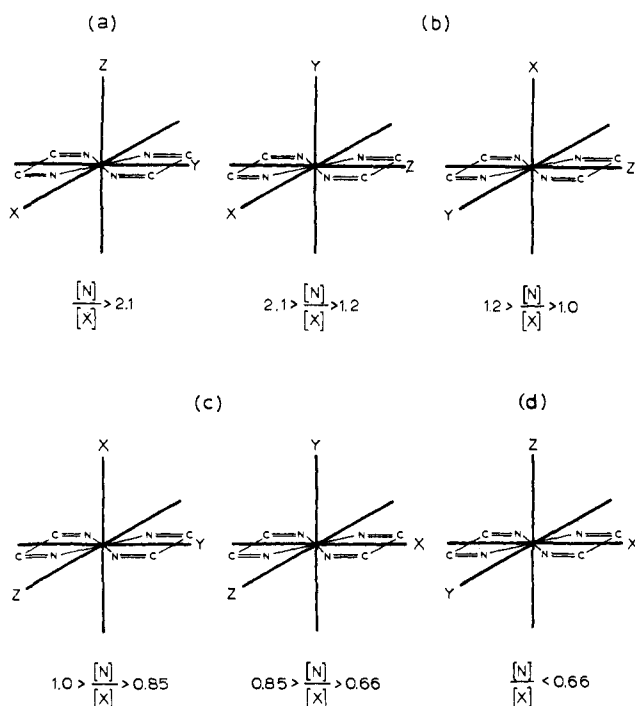 (a)
(b)
Z
Y
X
C=N
N=C
Y
C=N
N=C
Z
C=N
N=C
Z
C=N
N=C
C=N
N=C
C=N
N=C
X
X
Y
[N]/[X] > 2.1
2.1 > [N]/[X] > 1.2
1.2 > [N]/[X] > 1.0
(c)
(d)
X
Y
Z
C=N
N=C
Y
C=N
N=C
X
C=N
N=C
X
C=N
N=C
C=N
N=C
C=N
N=C
Z
Z
Y
1.0 > [N]/[X] > 0.85
0.85 > [N]/[X] > 0.66
[N]/[X] < 0.66